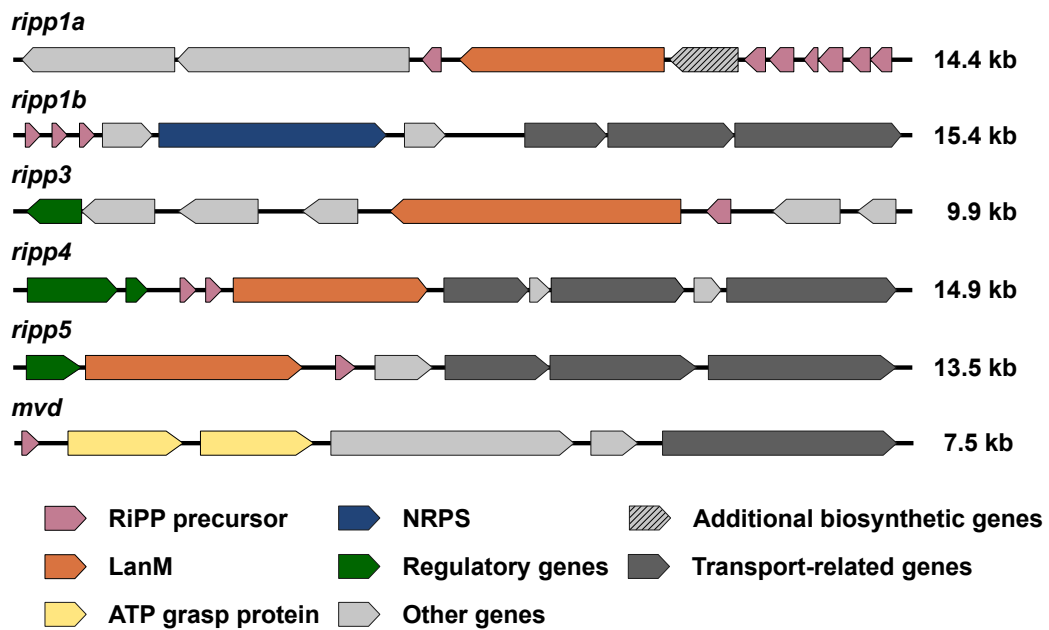 ripp1a
14.4 kb
ripp1b
15.4 kb
ripp3
9.9 kb
ripp4
14.9 kb
ripp5
13.5 kb
mvd
7.5 kb
RiPP precursor NRPS Additional biosynthetic genes
LanM Regulatory genes Transport-related genes
ATP grasp protein Other genes